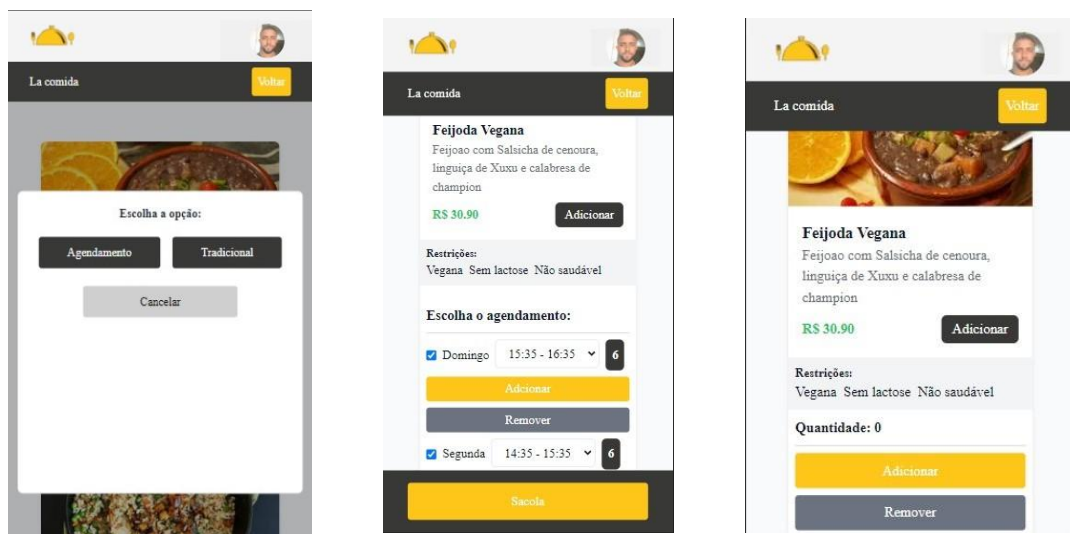 La comida
Voltar
Escolha a opção:
Agendamento
Tradicional
Cancelar
La comida
Voltar
Feijoda Vegana
Feijoao com Salsicha de cenoura,
linguiça de Xuxu e calabresa de
champion
R$ 30.90
Adicionar
Restrições:
Vegana Sem lactose Não saudável
Escolha o agendamento:
Domingo 15:35 - 16:35 6
Adcionar
Remover
Segunda 14:35 - 15:35 6
Sacola
La comida
Voltar
Feijoda Vegana
Feijoao com Salsicha de cenoura,
linguiça de Xuxu e calabresa de
champion
R$ 30.90
Adicionar
Restrições:
Vegana Sem lactose Não saudável
Quantidade: 0
Adicionar
Remover